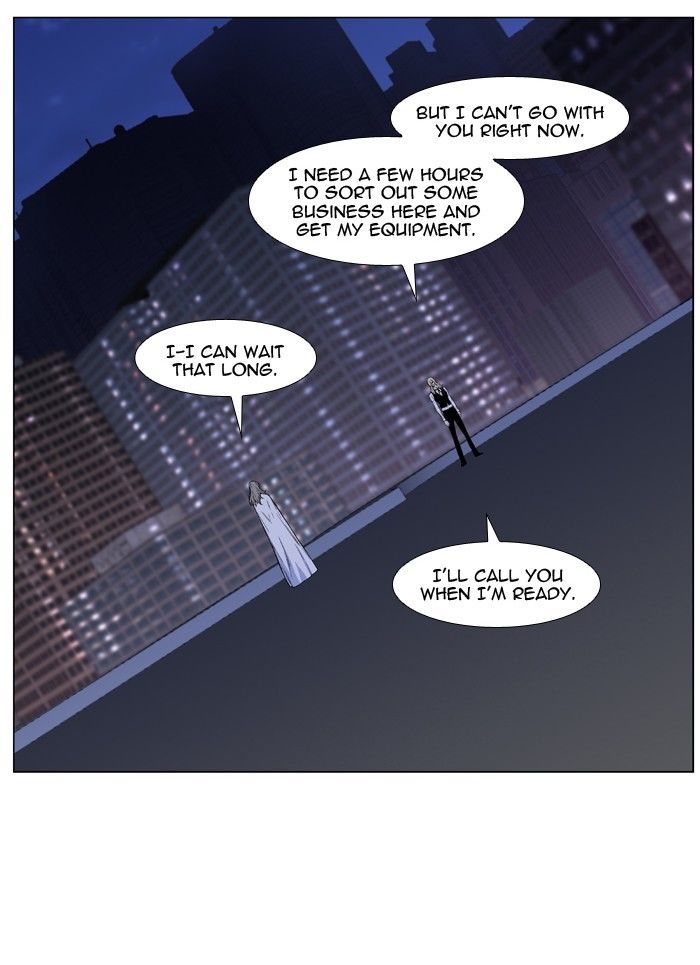 BUT I CAN'T GO WITH
YOU RIGHT NOW.
I NEED A FEW HOURS
TO SORT OUT SOME
BUSINESS HERE AND
GET MY EQUIPMENT.
I-I CAN WAIT
THAT LONG.
I'LL CALL YOU
WHEN I'M READY.